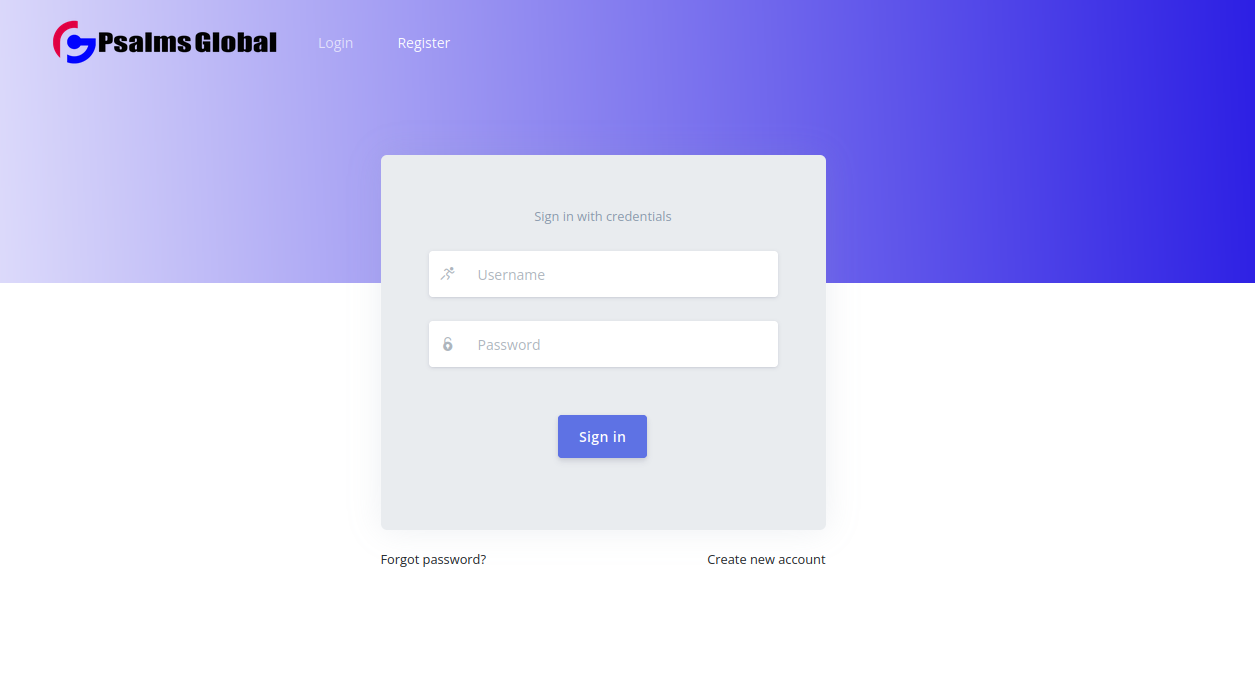 Psalms Global
Login
Register
Sign in with credentials
Username
Password
Sign in
Forgot password?
Create new account